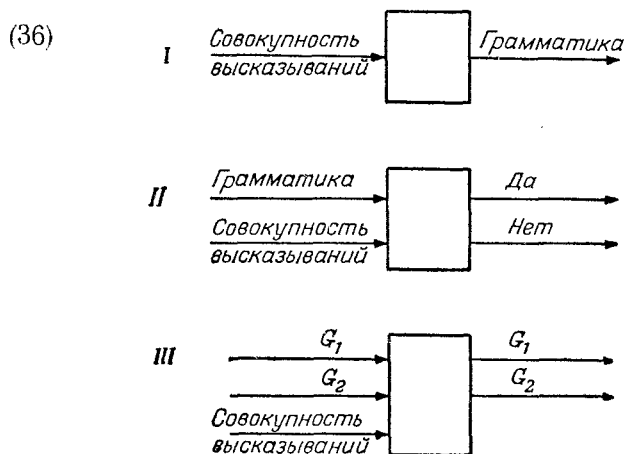 (36)
I
Совокупность
высказываний
Грамматика
II
Грамматика
Совокупность
высказываний
Да
Нет
III
G₁
G₂
Совокупность
высказываний
G₁
G₂